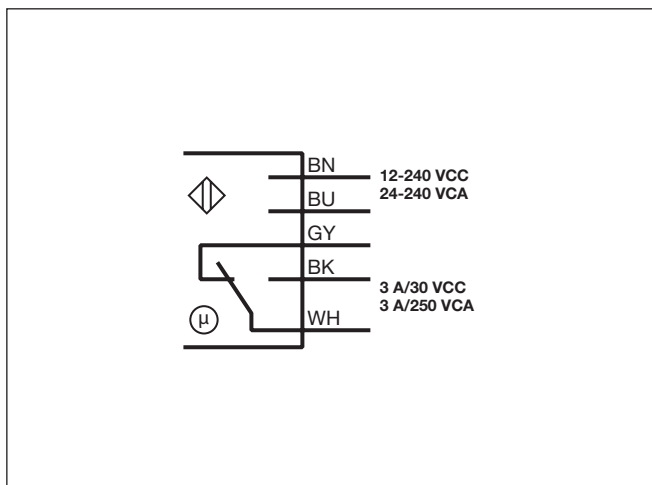 BN
12-240 VCC
24-240 VCA
BU
GY
BK
3 A/30 VCC
3 A/250 VCA
WH
µ